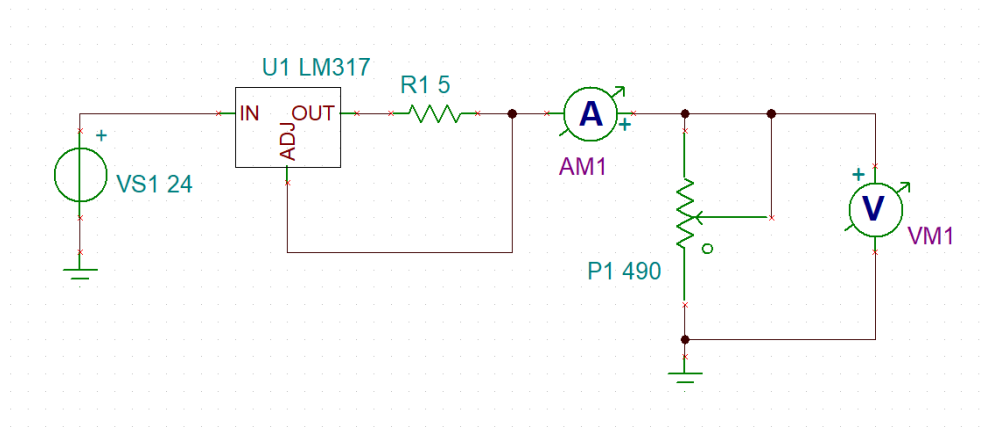 U1 LM317
R1 5
IN
OUT
ADJ
A
+
AM1
+
VS1 24
+
V
VM1
P1 490